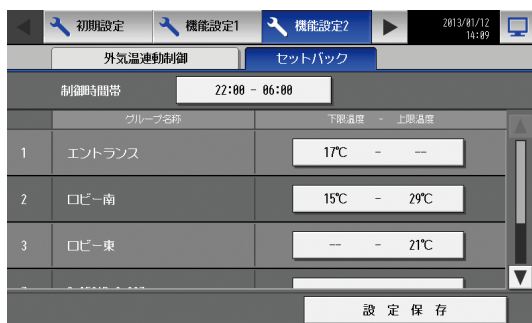 初期設定 機能設定1 機能設定2 2013/01/12
14:09
外気温連動制御 セットバック
制御時間帯 22:00 - 06:00
グループ名称 下限温度 - 上限温度
1 エントランス 17℃ - --
2 ロビー南 15℃ - 29℃
3 ロビー東 -- - 21℃
設定保存